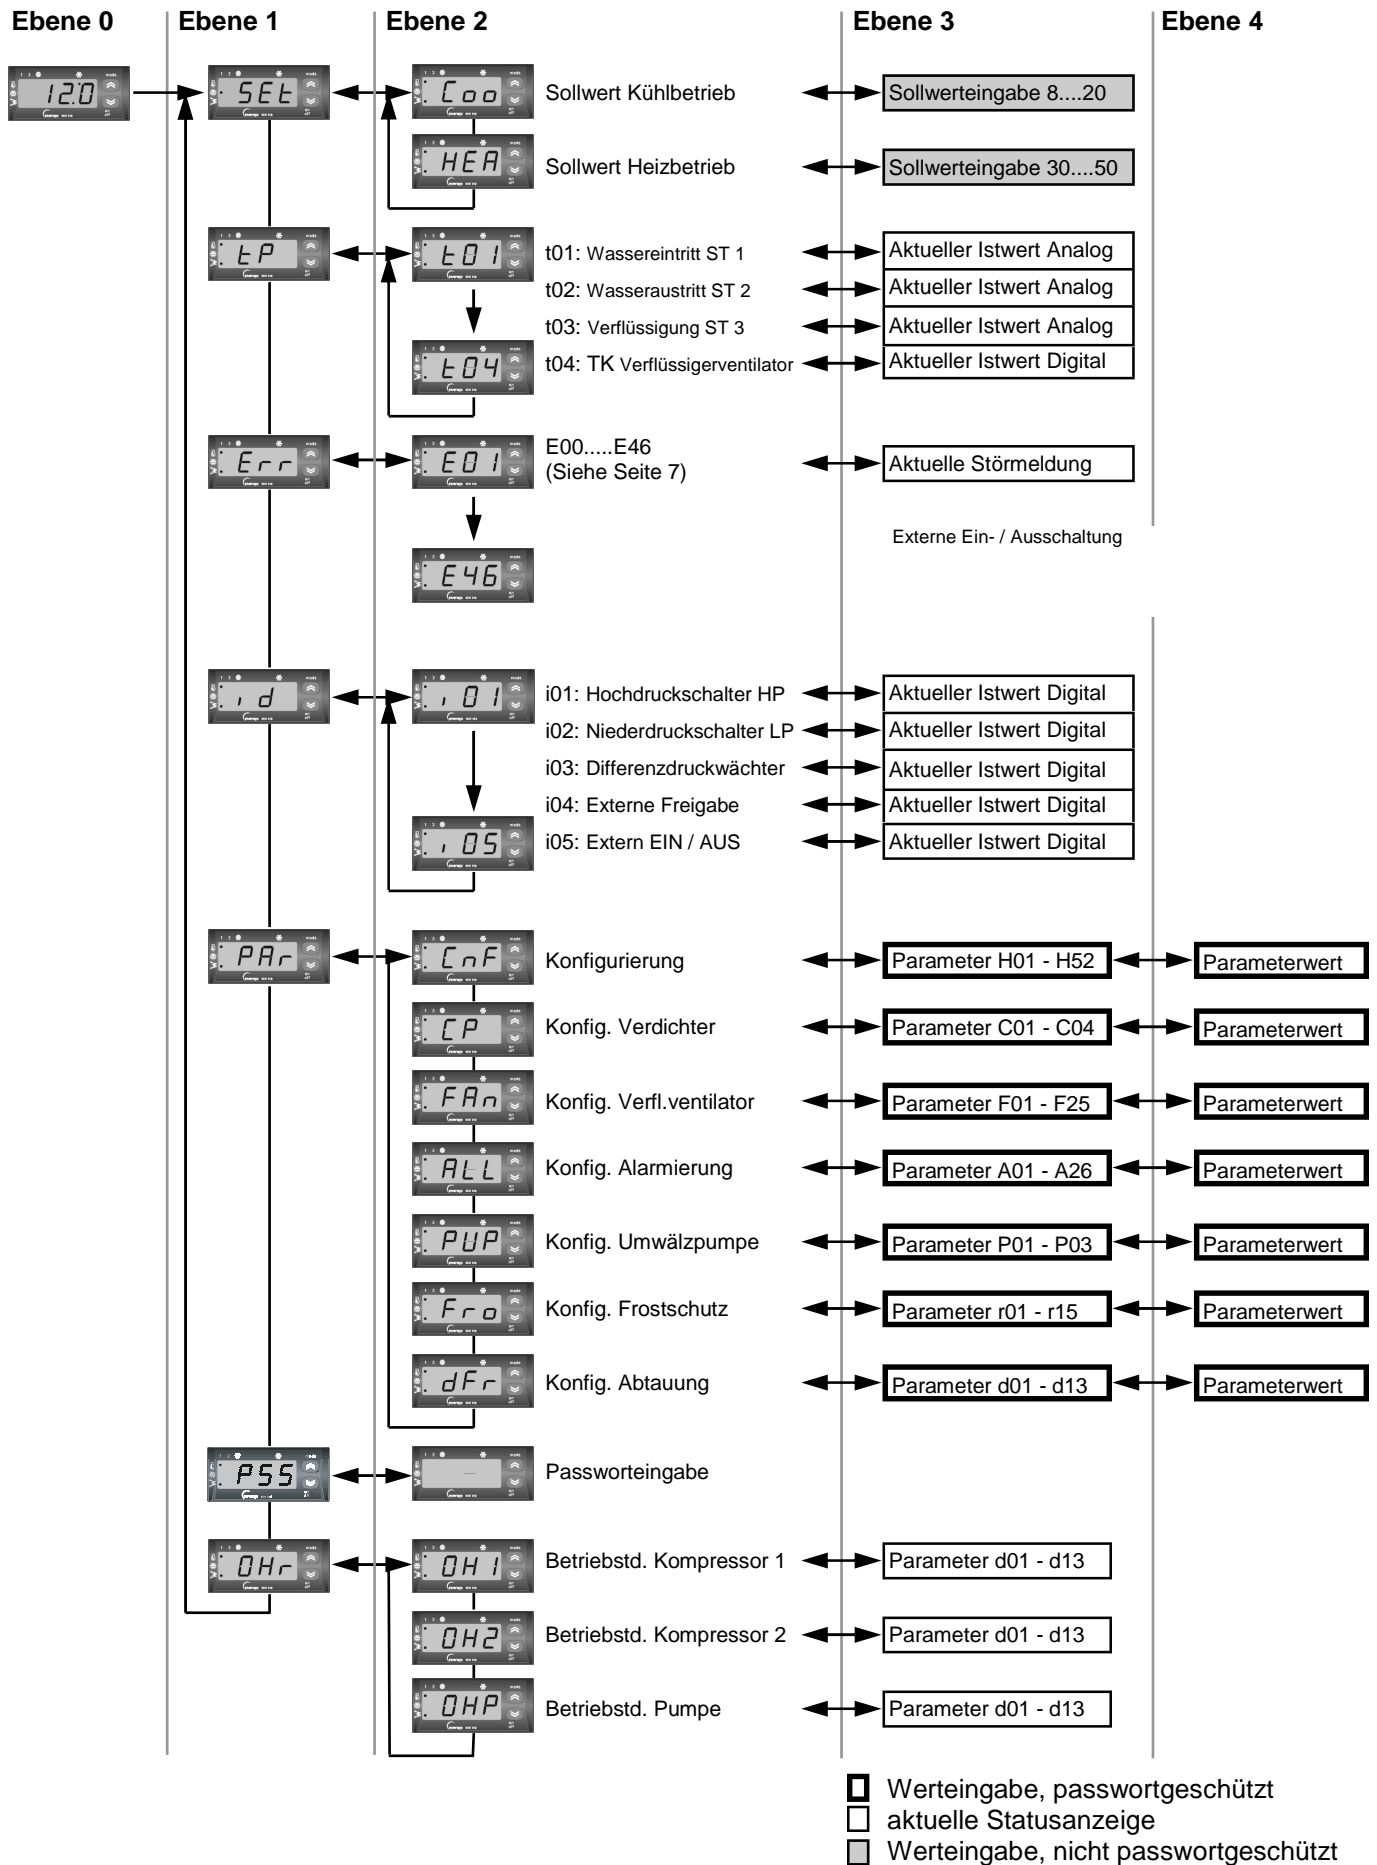 Ebene 0 Ebene 1 Ebene 2 Ebene 3 Ebene 4
12.0 SEt Coo Sollwert Kühlbetrieb Sollwerteingabe 8....20
HEA Sollwert Heizbetrieb Sollwerteingabe 30....50
tP t01 t01: Wassereintritt ST 1 Aktueller Istwert Analog
t02: Wasseraustritt ST 2 Aktueller Istwert Analog
t03: Verflüssigung ST 3 Aktueller Istwert Analog
t04 t04: TK Verflüssigerventilator Aktueller Istwert Digital
Err E01 E00.....E46
(Siehe Seite 7) Aktuelle Störmeldung
Externe Ein- / Ausschaltung
E46
id i01 i01: Hochdruckschalter HP Aktueller Istwert Digital
i02: Niederdruckschalter LP Aktueller Istwert Digital
i03: Differenzdruckwächter Aktueller Istwert Digital
i04: Externe Freigabe Aktueller Istwert Digital
i05 i05: Extern EIN / AUS Aktueller Istwert Digital
PAr CnF Konfigurierung Parameter H01 - H52 Parameterwert
CP Konfig. Verdichter Parameter C01 - C04 Parameterwert
FAn Konfig. Verfl.ventilator Parameter F01 - F25 Parameterwert
ALL Konfig. Alarmierung Parameter A01 - A26 Parameterwert
PUP Konfig. Umwälzpumpe Parameter P01 - P03 Parameterwert
Fro Konfig. Frostschutz Parameter r01 - r15 Parameterwert
dFr Konfig. Abtauung Parameter d01 - d13 Parameterwert
PSS - Passworteingabe
OHr OH1 Betriebstd. Kompressor 1 Parameter d01 - d13
OH2 Betriebstd. Kompressor 2 Parameter d01 - d13
OHP Betriebstd. Pumpe Parameter d01 - d13
Werteingabe, passwortgeschützt
aktuelle Statusanzeige
Werteingabe, nicht passwortgeschützt